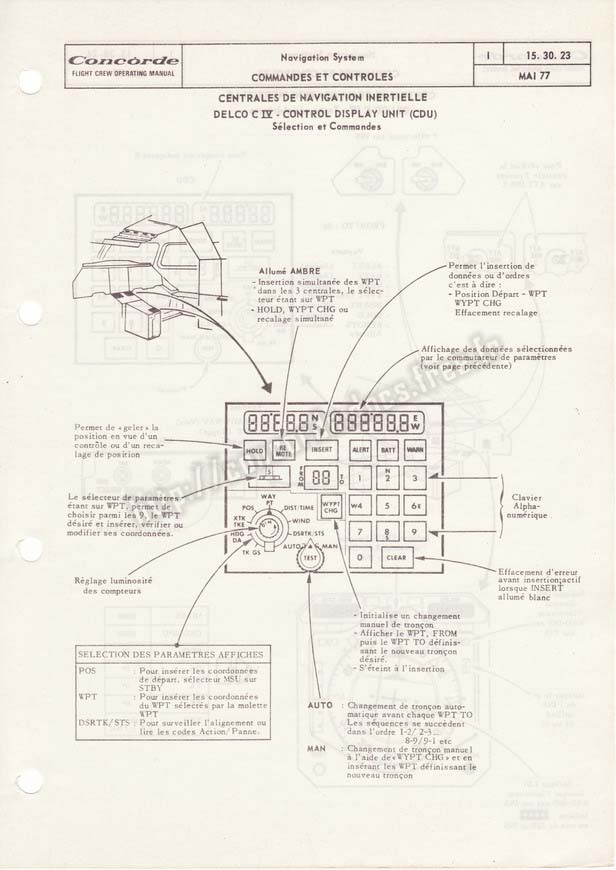 Concorde
FLIGHT CREW OPERATING MANUAL
Navigation System
COMMANDES ET CONTROLES
1
15. 30. 23
MAI 77
CENTRALES DE NAVIGATION INERTIELLE
DELCO C IV - CONTROL DISPLAY UNIT (CDU)
Sélection et Commandes
Allumé AMBRE
- Insertion simultanée des WPT
dans les 3 centrales, le sélec-
teur étant sur WPT
- HOLD, WYPT CHG ou
recalage simultané
Permet l'insertion de
données ou d'ordres
c'est à dire :
- Position Départ - WPT
WYPT CHG
Effacement recalage
Affichage des données sélectionnées
par le commutateur de paramètres
(voir page précédente)
Permet de «geler» la
position en vue d'un
contrôle ou d'un reca-
lage de position
Le sélecteur de paramètres
étant sur WPT, permet de
choisir parmi les 9, le WPT
désiré et insérer, vérifier ou
modifier ses coordonnées.
Réglage luminosité
des compteurs
N
S
E
W
HOLD
RE
MOTE
INSERT
ALERT
BATT
WARN
FROM
TO
1
N
2
3
W4
5
6E
7
8
S
9
0
CLEAR
WYPT
CHG
WAY
PT
POS
DIST/TIME
XTK
TKE
WIND
HDG
DA
DSRTK/STS
TK GS
AUTO
MAN
TEST
Clavier
Alpha-
numérique
Effacement d'erreur
avant insertion;actif
lorsque INSERT
allumé blanc
- Initialise un changement
manuel de tronçon
- Afficher le WPT, FROM
puis le WPT TO définis-
sant le nouveau tronçon
désiré.
- S'éteint à l'insertion
SELECTION DES PARAMETRES AFFICHES
POS : Pour insérer les coordonnées
de départ, sélecteur MSU sur
STBY
WPT : Pour insérer les coordonnées
du WPT sélectés par la molette
WPT
DSRTK/STS : Pour surveiller l'alignement ou
lire les codes Action/Panne.
AUTO : Changement de tronçon auto-
matique avant chaque WPT TO
Les séquences se succèdent
dans l'ordre 1-2/ 2-3...
8-9/9-1 etc
MAN : Changement de tronçon manuel
à l'aide de«WYPT CHG» et en
insérant les WPT définissant le
nouveau tronçon